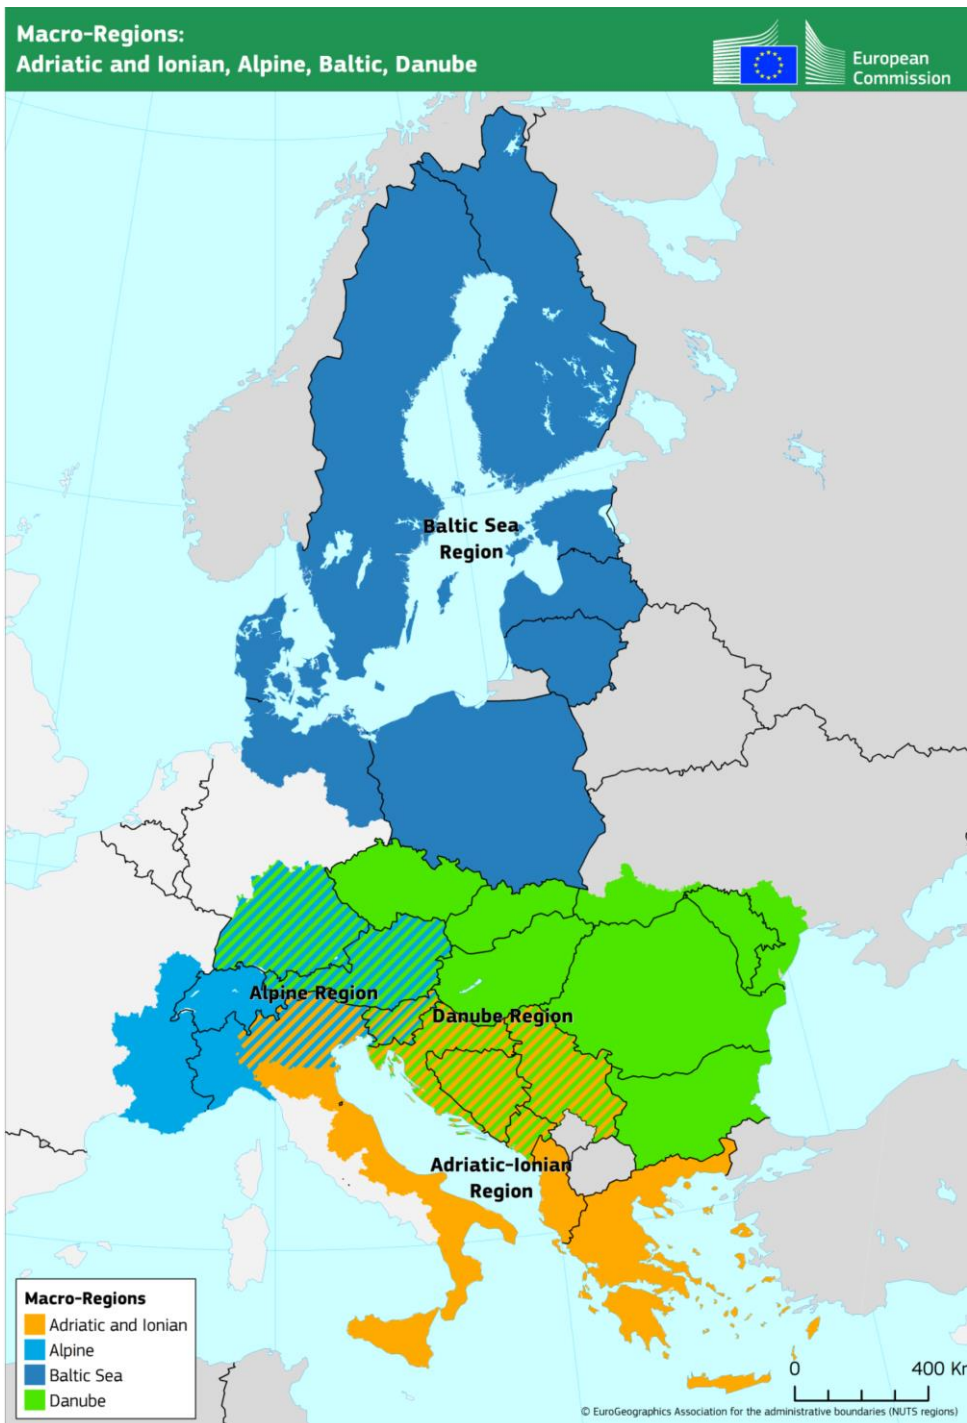 Macro-Regions:
Adriatic and Ionian, Alpine, Baltic, Danube
European
Commission
Baltic Sea
Region
Alpine Region
Danube Region
Adriatic-Ionian
Region
Macro-Regions
Adriatic and Ionian
Alpine
Baltic Sea
Danube
0 400 Km
© EuroGeographics Association for the administrative boundaries (NUTS regions)